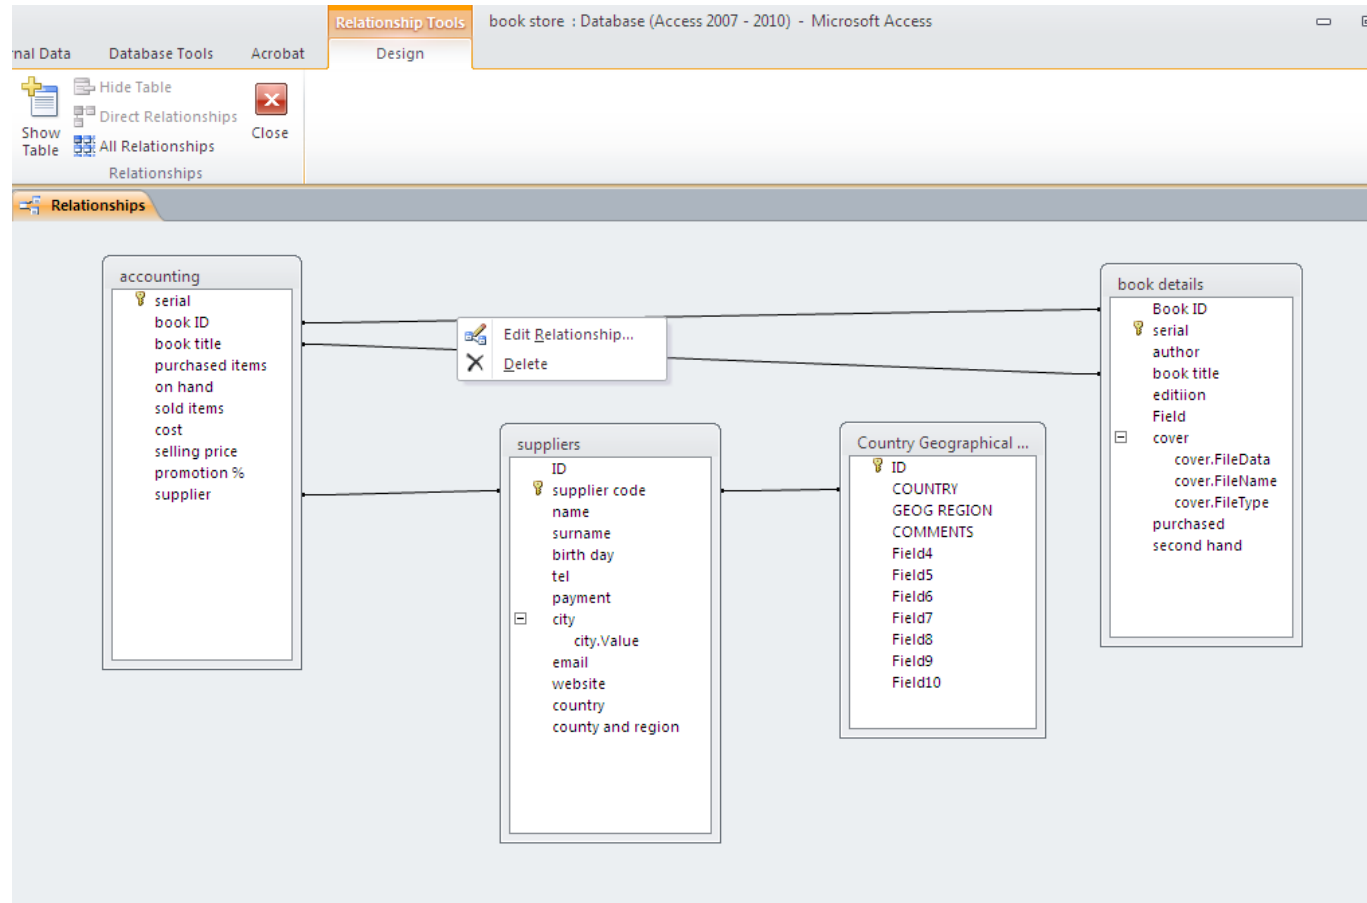 Relationship Tools
book store : Database (Access 2007 - 2010) - Microsoft Access
rnal Data
Database Tools
Acrobat
Design
Show
Table
Hide Table
Direct Relationships
All Relationships
Close
Relationships
Relationships
accounting
serial
book ID
book title
purchased items
on hand
sold items
cost
selling price
promotion %
supplier
Edit Relationship...
Delete
suppliers
ID
supplier code
name
surname
birth day
tel
payment
city
city.Value
email
website
country
county and region
Country Geographical ...
ID
COUNTRY
GEOG REGION
COMMENTS
Field4
Field5
Field6
Field7
Field8
Field9
Field10
book details
Book ID
serial
author
book title
editiion
Field
cover
cover.FileData
cover.FileName
cover.FileType
purchased
second hand